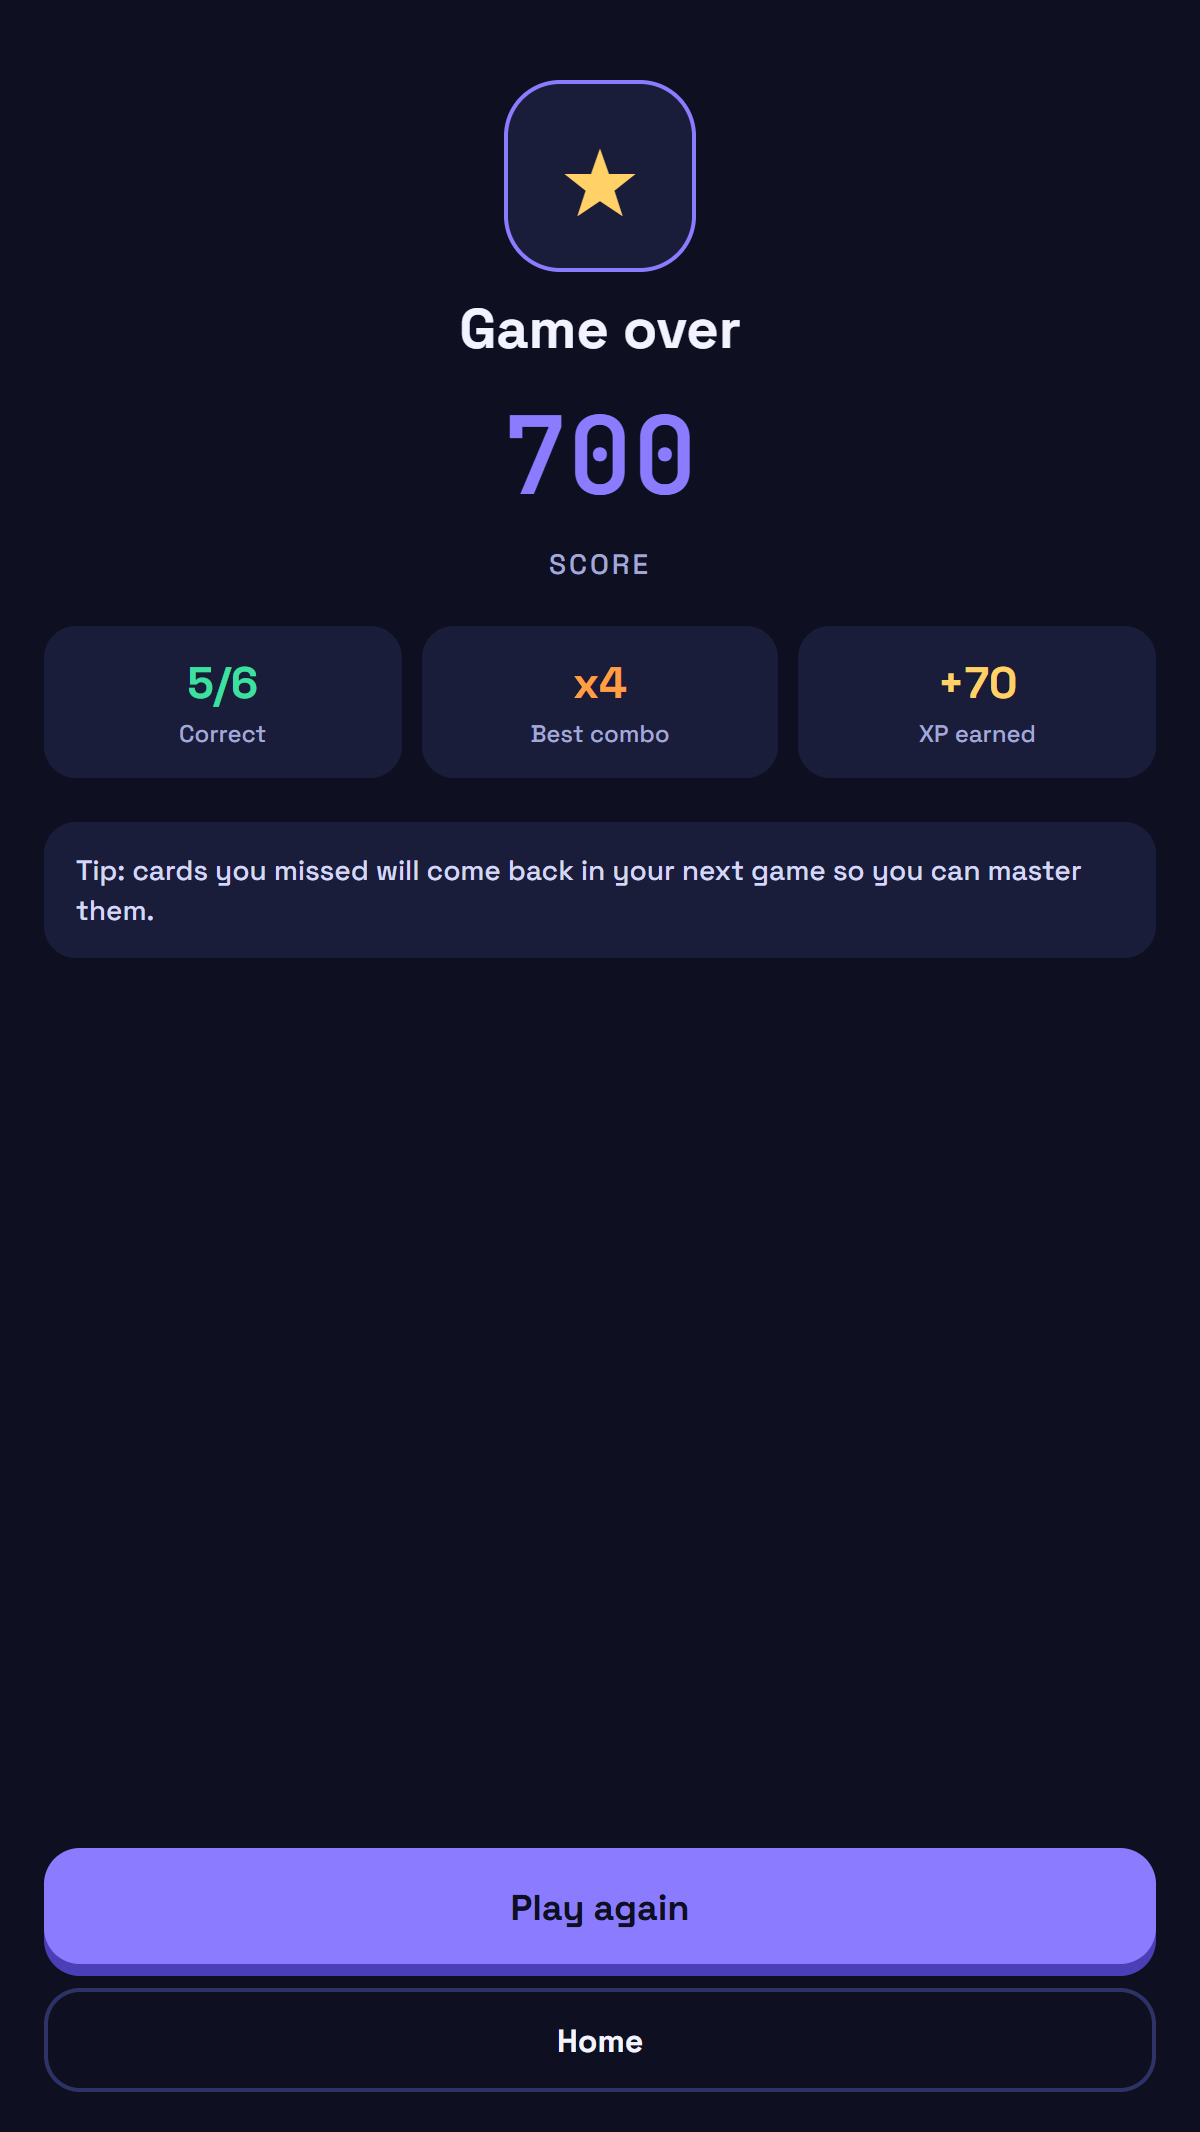 Game over
700
SCORE
5/6
Correct
x4
Best combo
+70
XP earned
Tip: cards you missed will come back in your next game so you can master
them.
Play again
Home